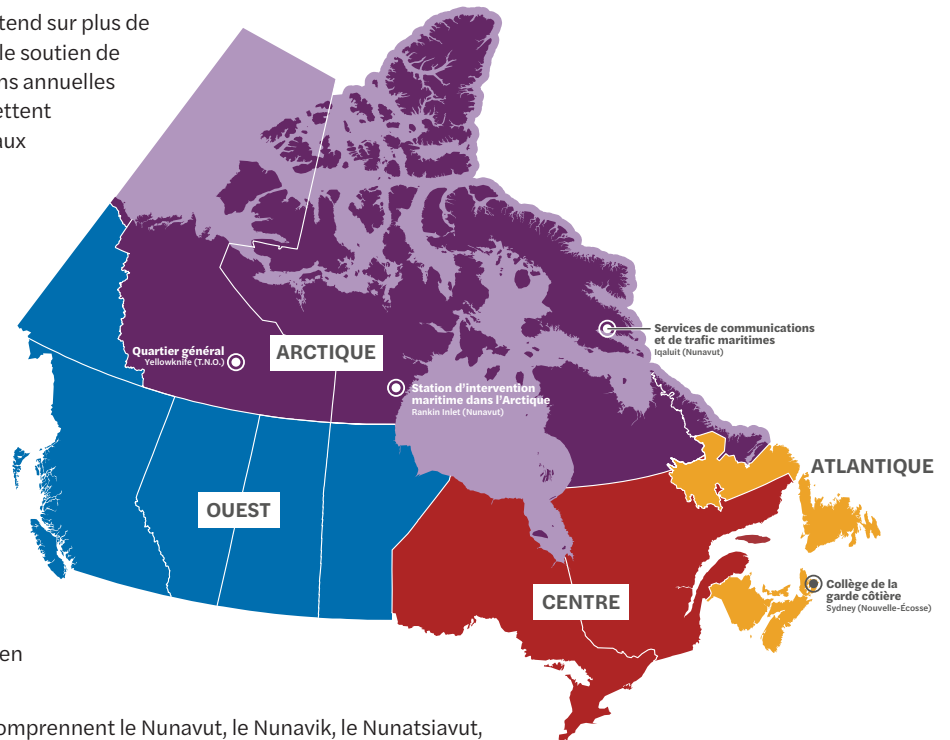 tend sur plus de
le soutien de
ns annuelles
ettent
aux
Services de communications
et de trafic maritimes
Iqaluit (Nunavut)
Quartier général
Yellowknife (T.N.O.)
ARCTIQUE
Station d'intervention
maritime dans l'Arctique
Rankin Inlet (Nunavut)
ATLANTIQUE
OUEST
Collège de la
garde côtière
Sydney (Nouvelle-Écosse)
CENTRE
en
omprennent le Nunavut, le Nunavik, le Nunatsiavut,